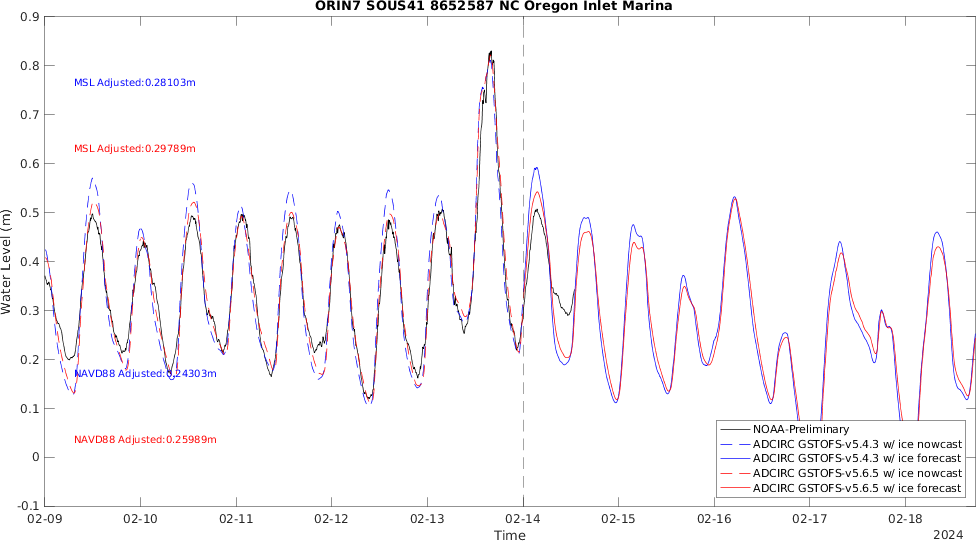 ORIN7 SOUS41 8652587 NC Oregon Inlet Marina
0.9
0.8
0.7
0.6
0.5
0.4
0.3
0.2
0.1
0
-0.1
Water Level (m)
MSL Adjusted:0.28103m
MSL Adjusted:0.29789m
NAVD88 Adjusted:0.24303m
NAVD88 Adjusted:0.25989m
NOAA-Preliminary
ADCIRC GSTOFS-v5.4.3 w/ ice nowcast
ADCIRC GSTOFS-v5.4.3 w/ ice forecast
ADCIRC GSTOFS-v5.6.5 w/ ice nowcast
ADCIRC GSTOFS-v5.6.5 w/ ice forecast
02-09 02-10 02-11 02-12 02-13 02-14 02-15 02-16 02-17 02-18
Time
2024